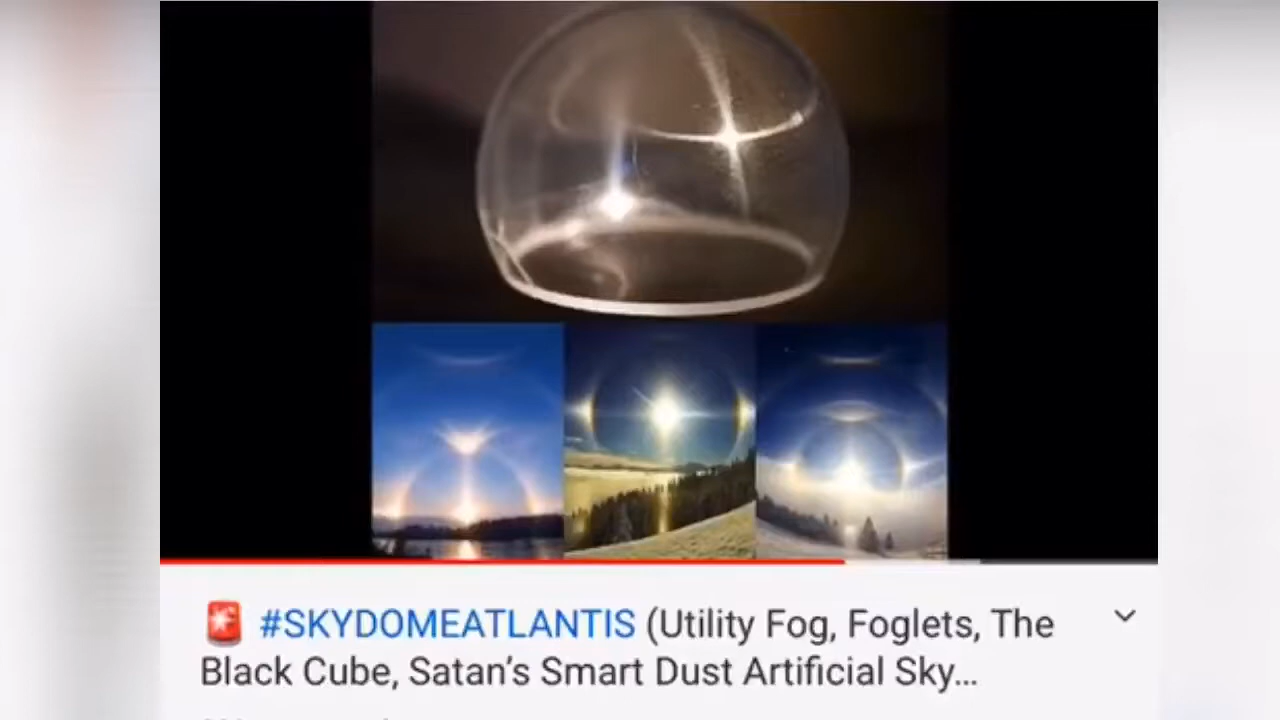 🚨 #SKYDOMEATLANTIS (Utility Fog, Foglets, The
Black Cube, Satan’s Smart Dust Artificial Sky...